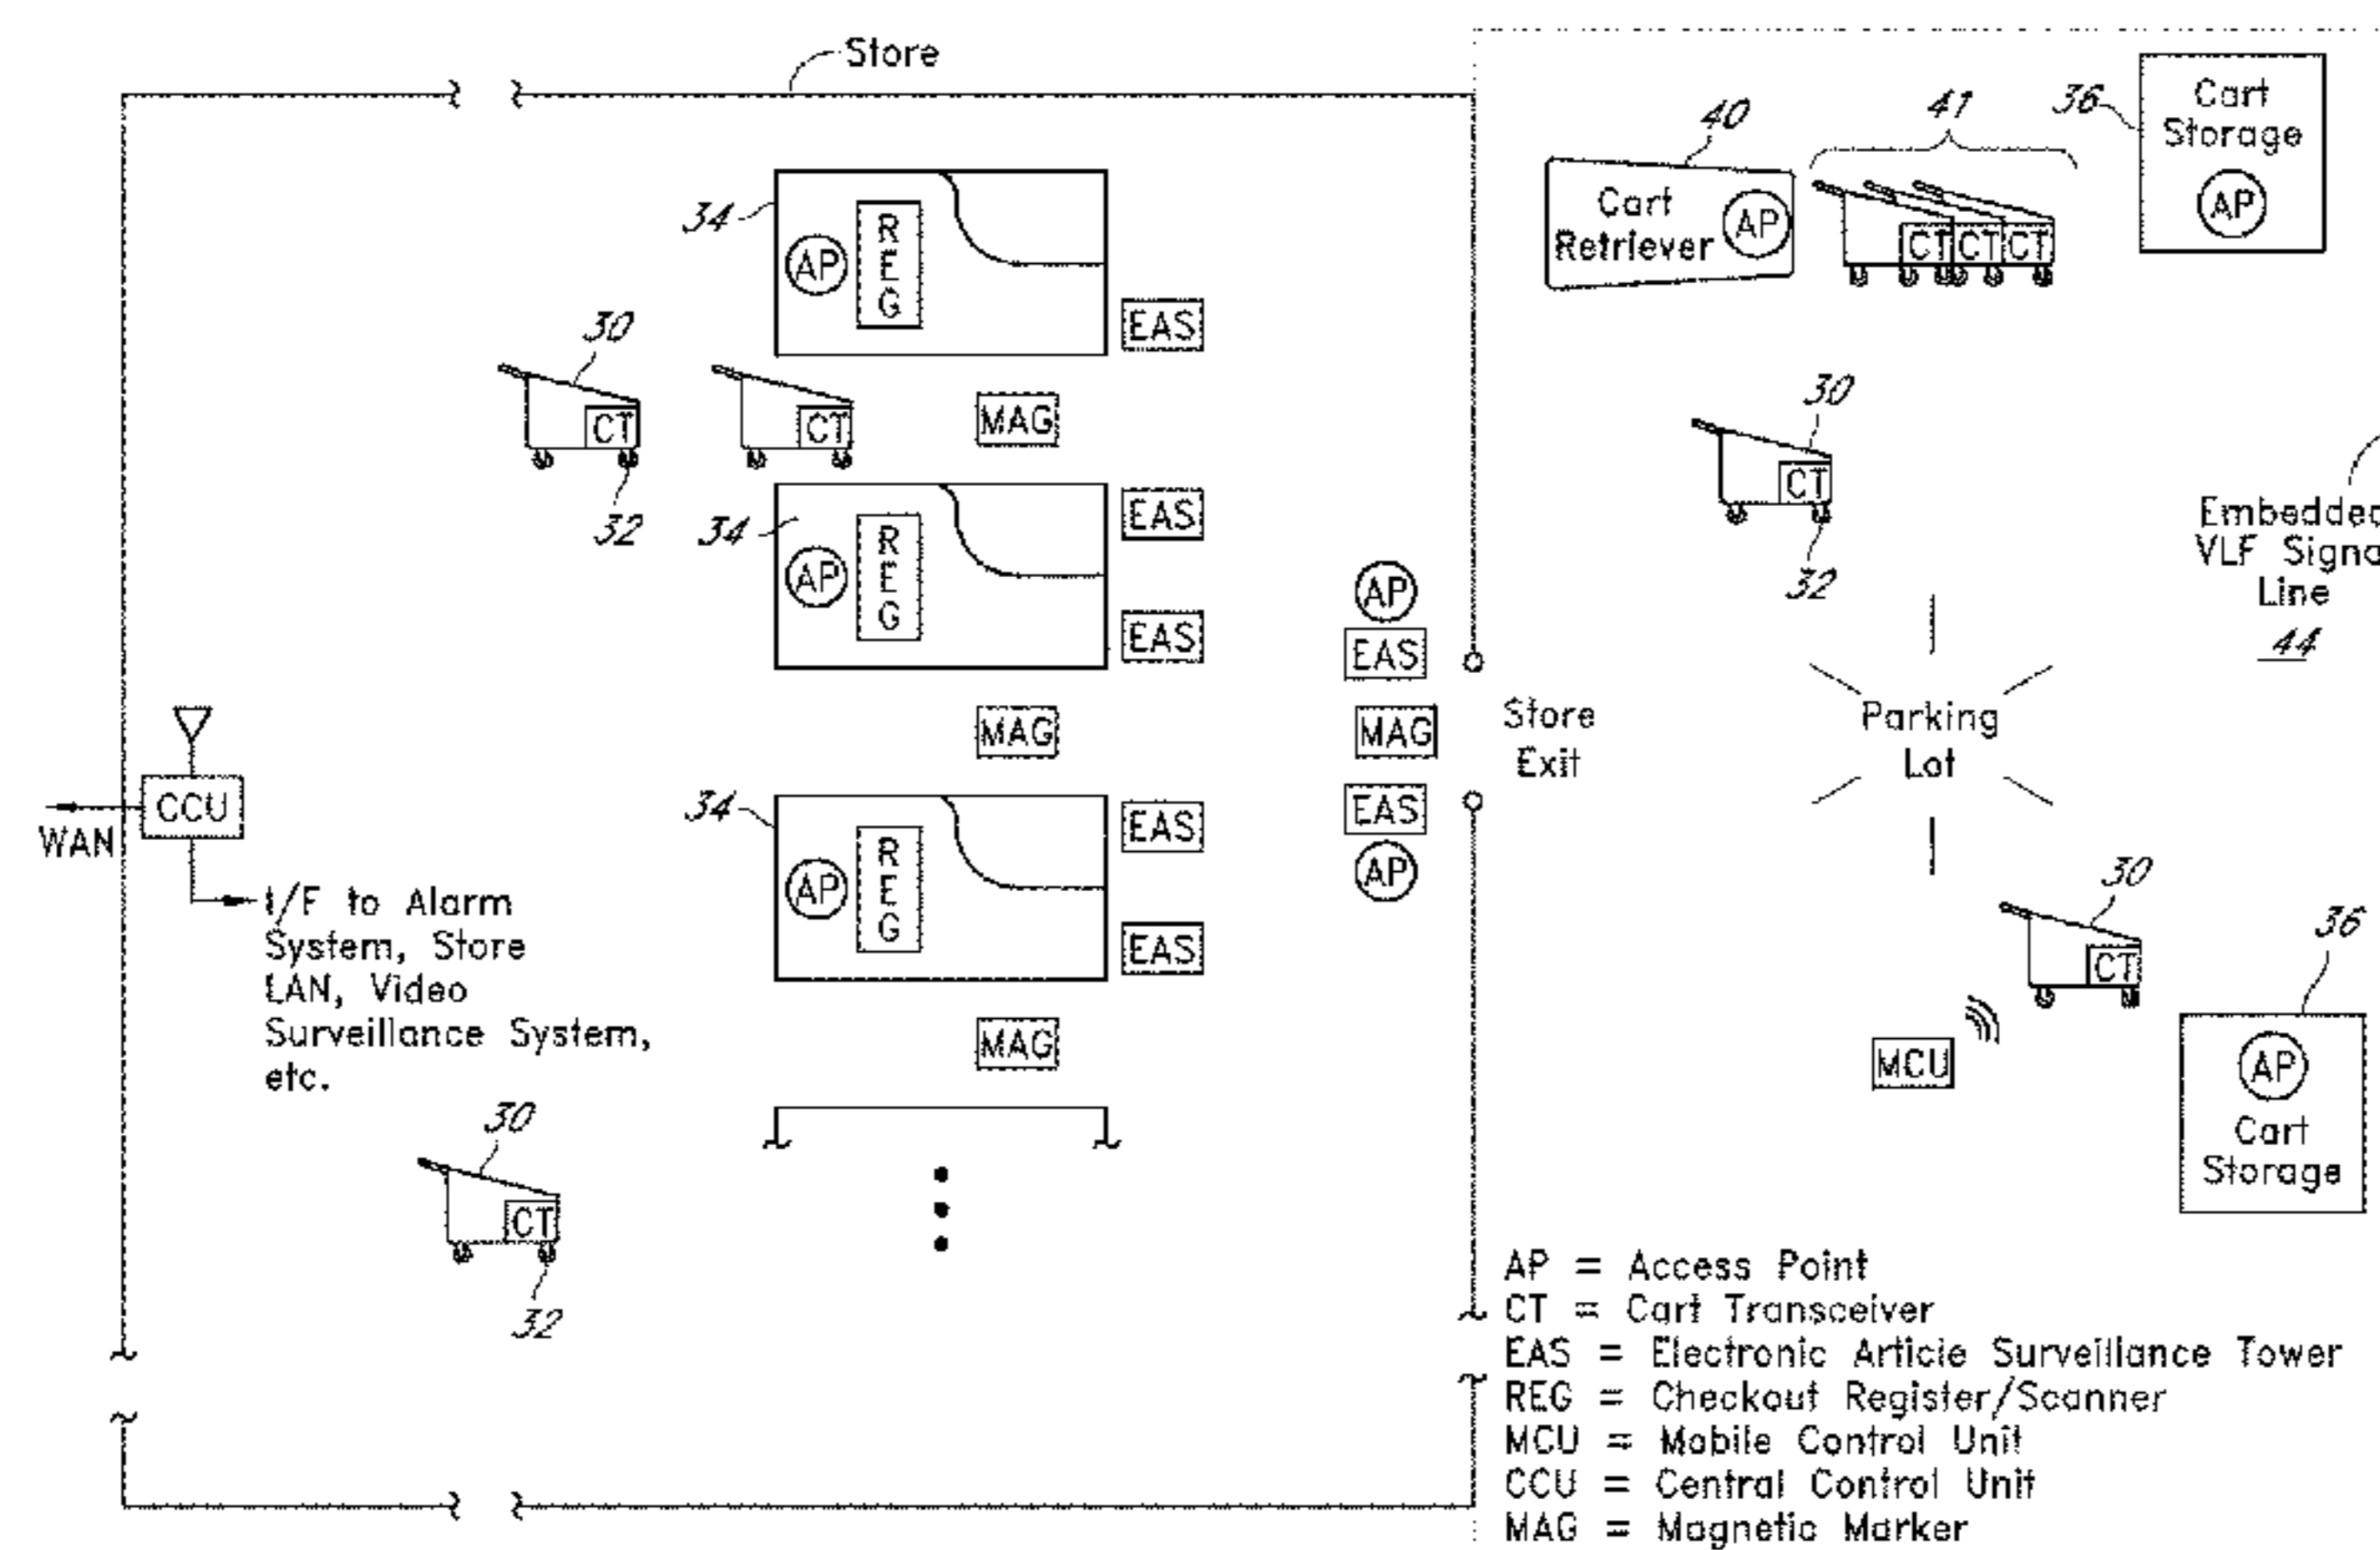 Store
36
Cart
Storage
AP
40
41
Cart
Retriever
AP
CT
CT
CT
34
AP
REG
EAS
30
CT
CT
32
MAG
30
CT
32
34
AP
REG
EAS
EAS
AP
EAS
MAG
EAS
AP
Store
Exit
Parking
Lot
VLF
Line
44
MAG
CCU
WAN
I/F to Alarm
System, Store
LAN, Video
Surveillance System,
etc.
34
AP
REG
EAS
EAS
MAG
30
CT
MCU
36
AP
Cart
Storage
30
CT
32
AP = Access Point
CT = Cart Transceiver
EAS = Electronic Article Surveillance Tower
REG = Checkout Register/Scanner
MCU = Mobile Control Unit
CCU = Central Control Unit
MAG = Magnetic Marker